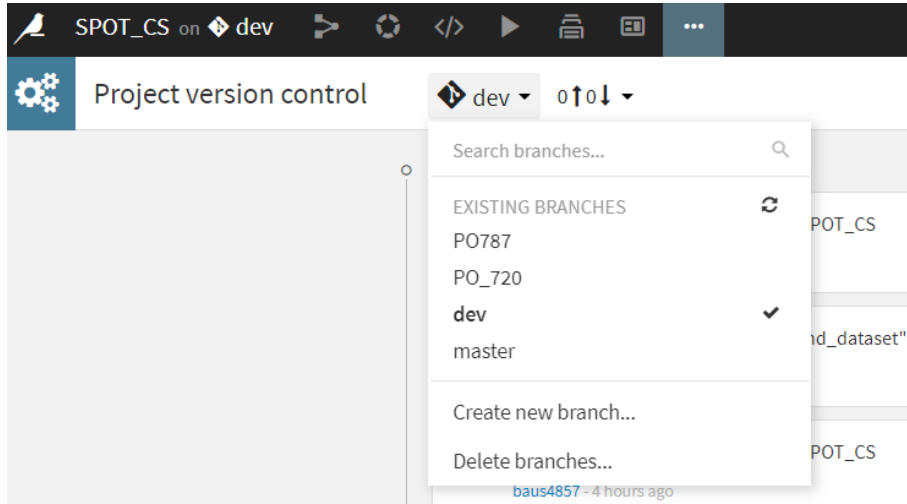 SPOT_CS on dev
Project version control
dev 0 0
Search branches...
EXISTING BRANCHES
PO787
PO_720
dev
master
Create new branch...
Delete branches...
POT_CS
nd_dataset"
POT_CS
baus4857 - 4 hours ago